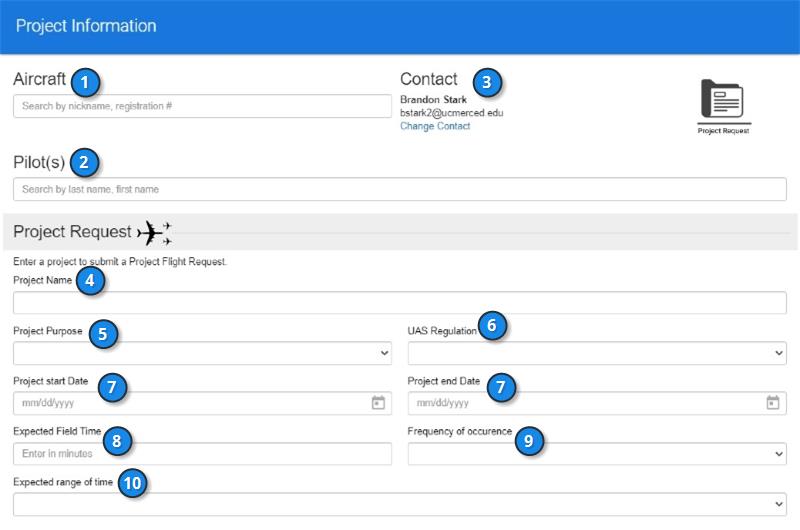 Project Information
Aircraft 1
Search by nickname, registration #
Contact 3
Brandon Stark
bstark2@ucmerced.edu
Change Contact
Project Request
Pilot(s) 2
Search by last name, first name
Project Request
Enter a project to submit a Project Flight Request.
Project Name 4
Project Purpose 5
UAS Regulation 6
Project start Date 7
mm/dd/yyyy
Project end Date 7
mm/dd/yyyy
Expected Field Time 8
Enter in minutes
Frequency of occurence 9
Expected range of time 10